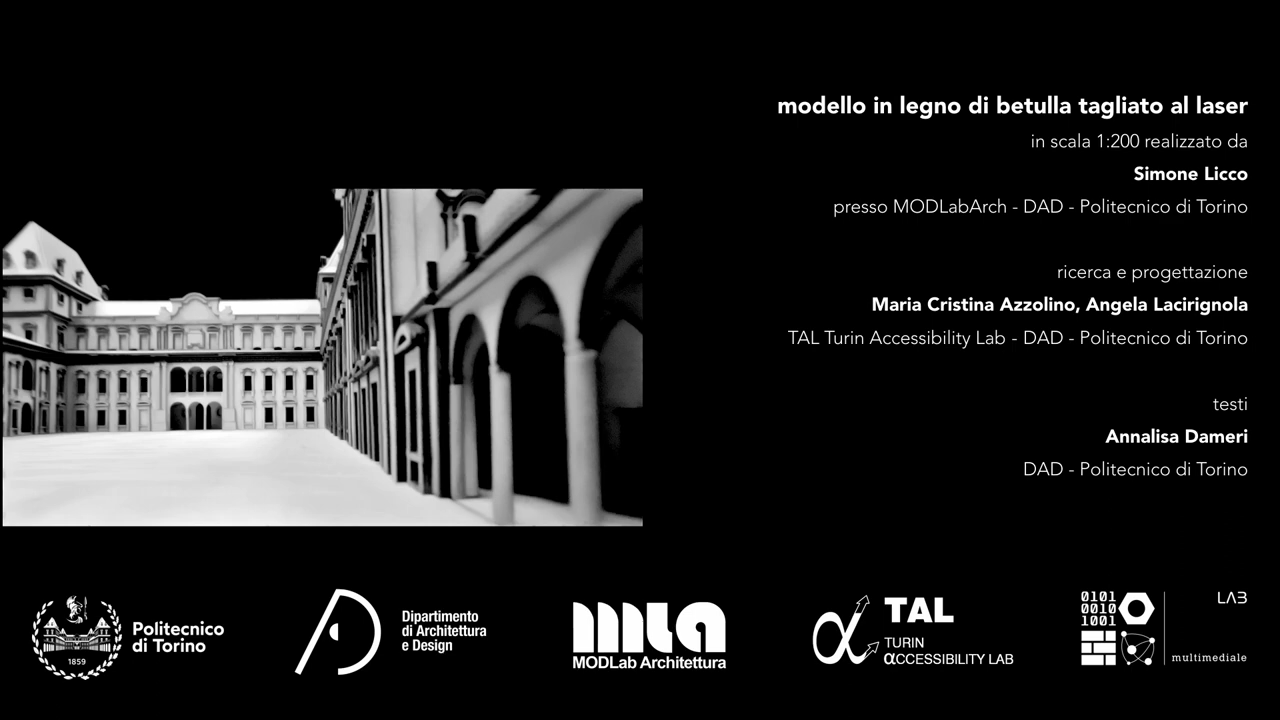 modello in legno di betulla tagliato al laser
in scala 1:200 realizzato da
Simone Licco
presso MODLabArch - DAD - Politecnico di Torino
ricerca e progettazione
Maria Cristina Azzolino, Angela Lacirignola
TAL Turin Accessibility Lab - DAD - Politecnico di Torino
testi
Annalisa Dameri
DAD - Politecnico di Torino
Politecnico
di Torino
1859
Dipartimento
di Architettura
e Design
mla
MODLab Architettura
TAL
TURIN
αCCESSIBILITY LAB
0101
0010
1001
LAB
multimediale